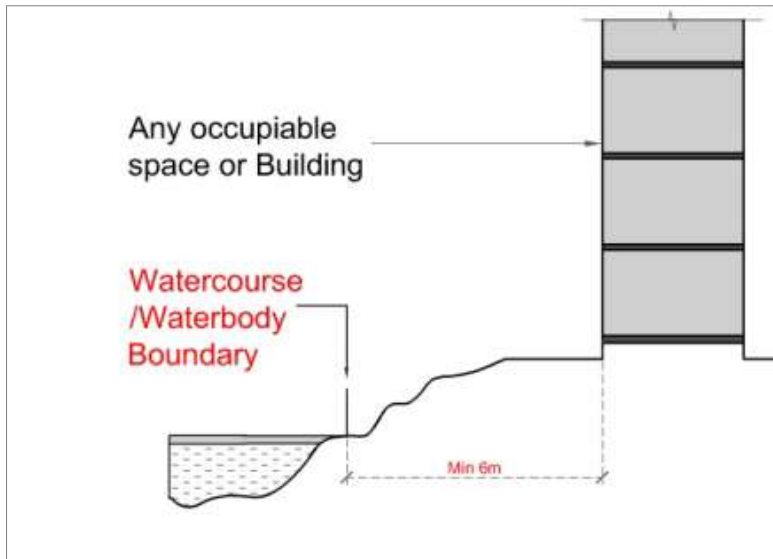 Any occupiable
space or Building
Watercourse
/Waterbody
Boundary
Min 6m